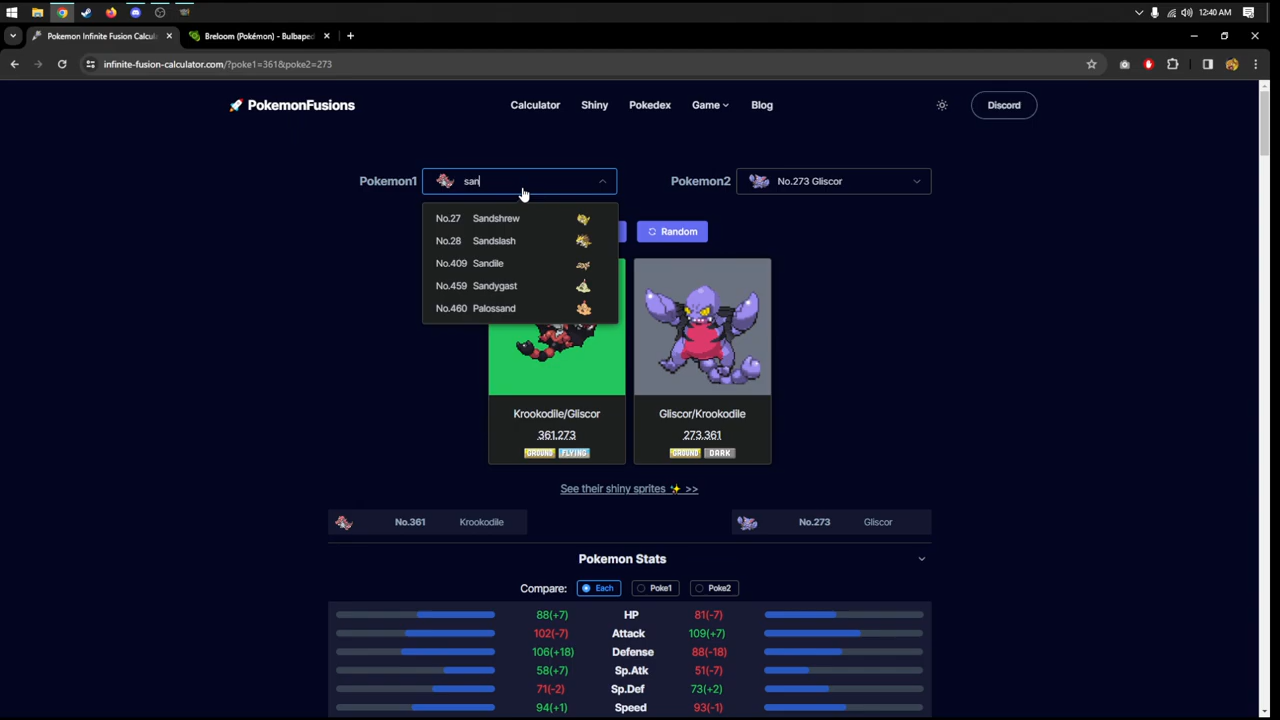 12:40 AM
Pokemon Infinite Fusion Calcul
Breloom (Pokémon) - Bulbaped
infinite-fusion-calculator.com/?poke1=361&poke2=273
PokemonFusions
Calculator
Shiny
Pokedex
Game
Blog
Discord
Pokemon1
san
Pokemon2
No.273 Gliscor
No.27 Sandshrew
No.28 Sandslash
No.409 Sandile
No.459 Sandygast
No.460 Palossand
Random
Krookodile/Gliscor
361.273
GROUND FLYING
Gliscor/Krookodile
273.361
GROUND DARK
See their shiny sprites ✨ >>
No.361 Krookodile
No.273 Gliscor
Pokemon Stats
Compare: Each Poke1 Poke2
88(+7) HP 81(-7)
102(-7) Attack 109(+7)
106(+18) Defense 88(-18)
58(+7) Sp.Atk 51(-7)
71(-2) Sp.Def 73(+2)
94(+1) Speed 93(-1)